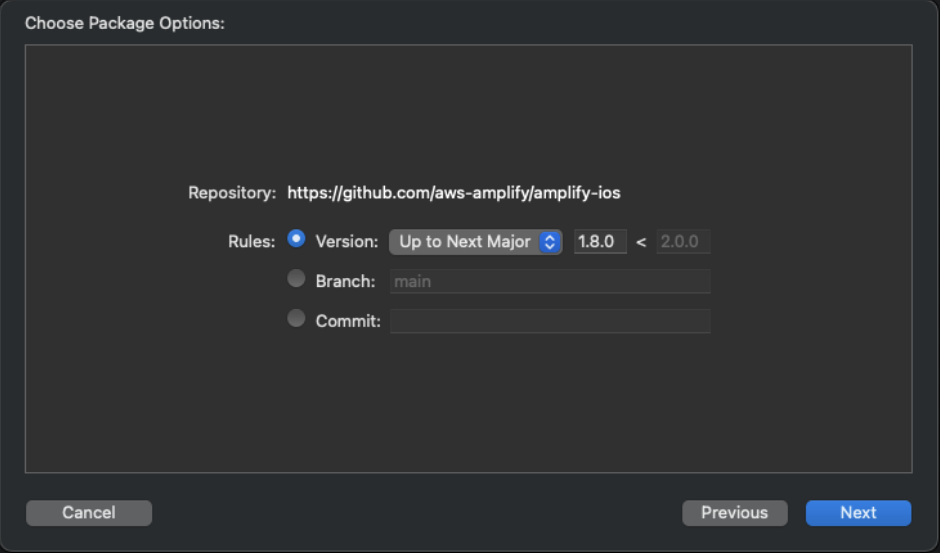 Choose Package Options:
Repository: https://github.com/aws-amplify/amplify-ios
Rules: Version: Up to Next Major 1.8.0 < 2.0.0
Branch: main
Commit:
Cancel Previous Next